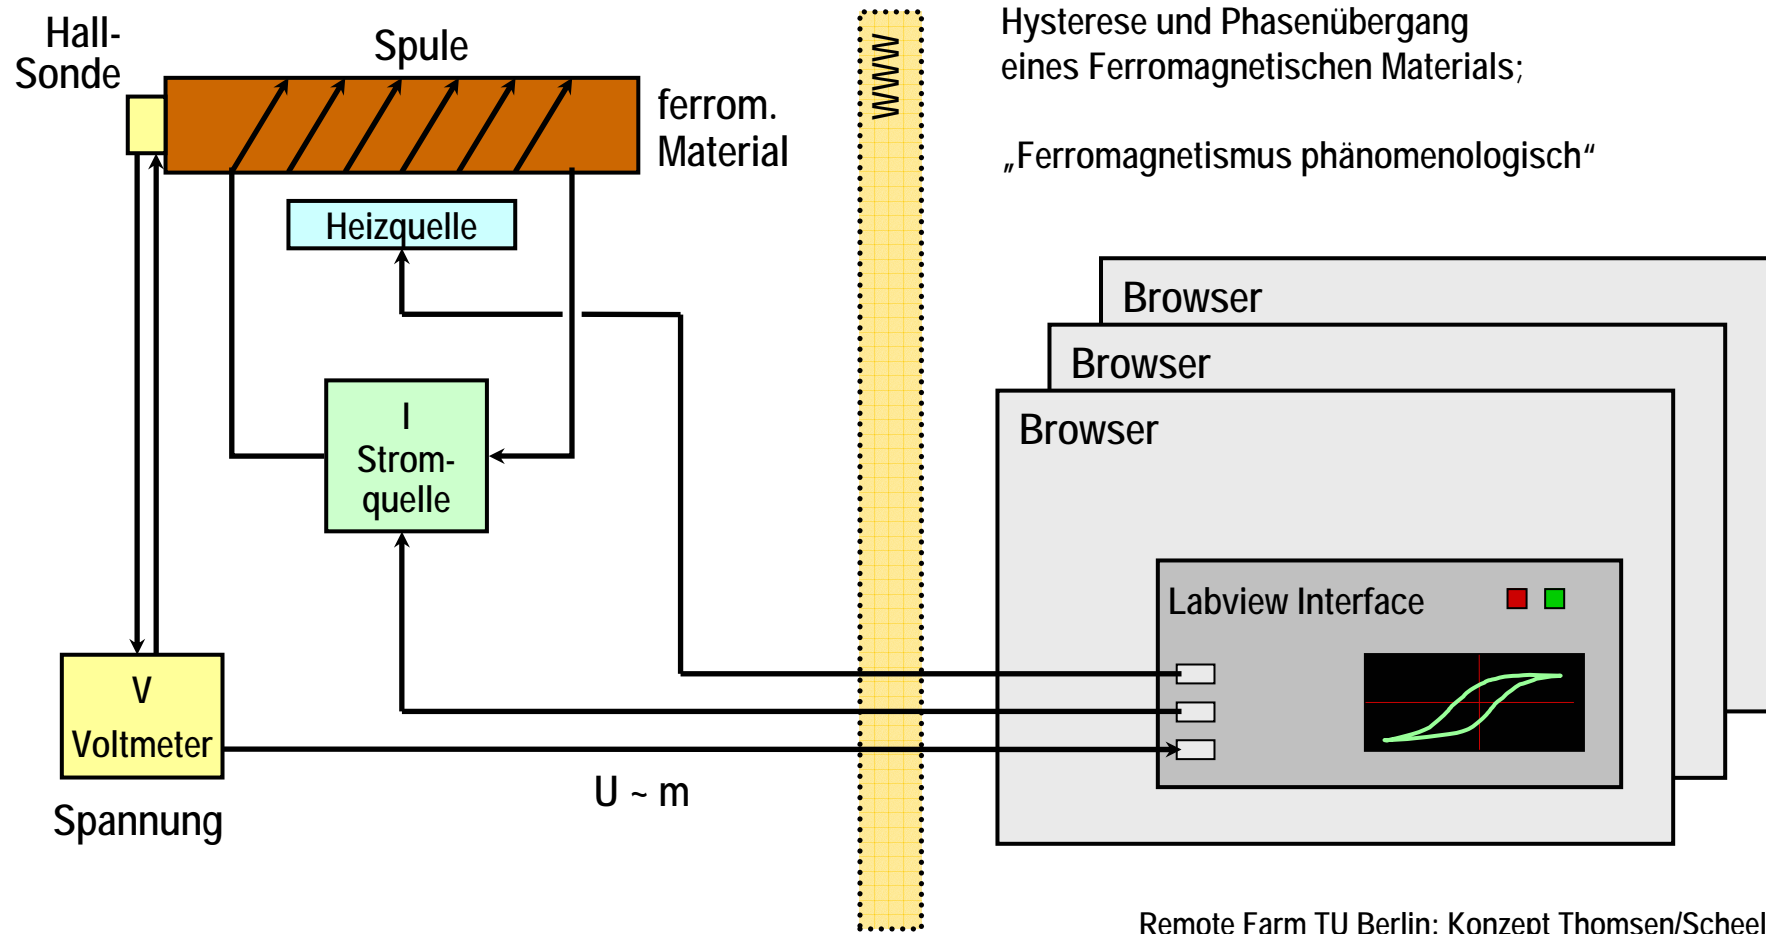 Hall-
Sonde
Spule
ferrom.
Material
Heizquelle
I
Strom-
quelle
V
Voltmeter
Spannung
U ~ m
WWW
Hysterese und Phasenübergang
eines Ferromagnetischen Materials;
„Ferromagnetismus phänomenologisch“
Browser
Browser
Browser
Labview Interface
Remote Farm TU Berlin: Konzept Thomsen/Scheel